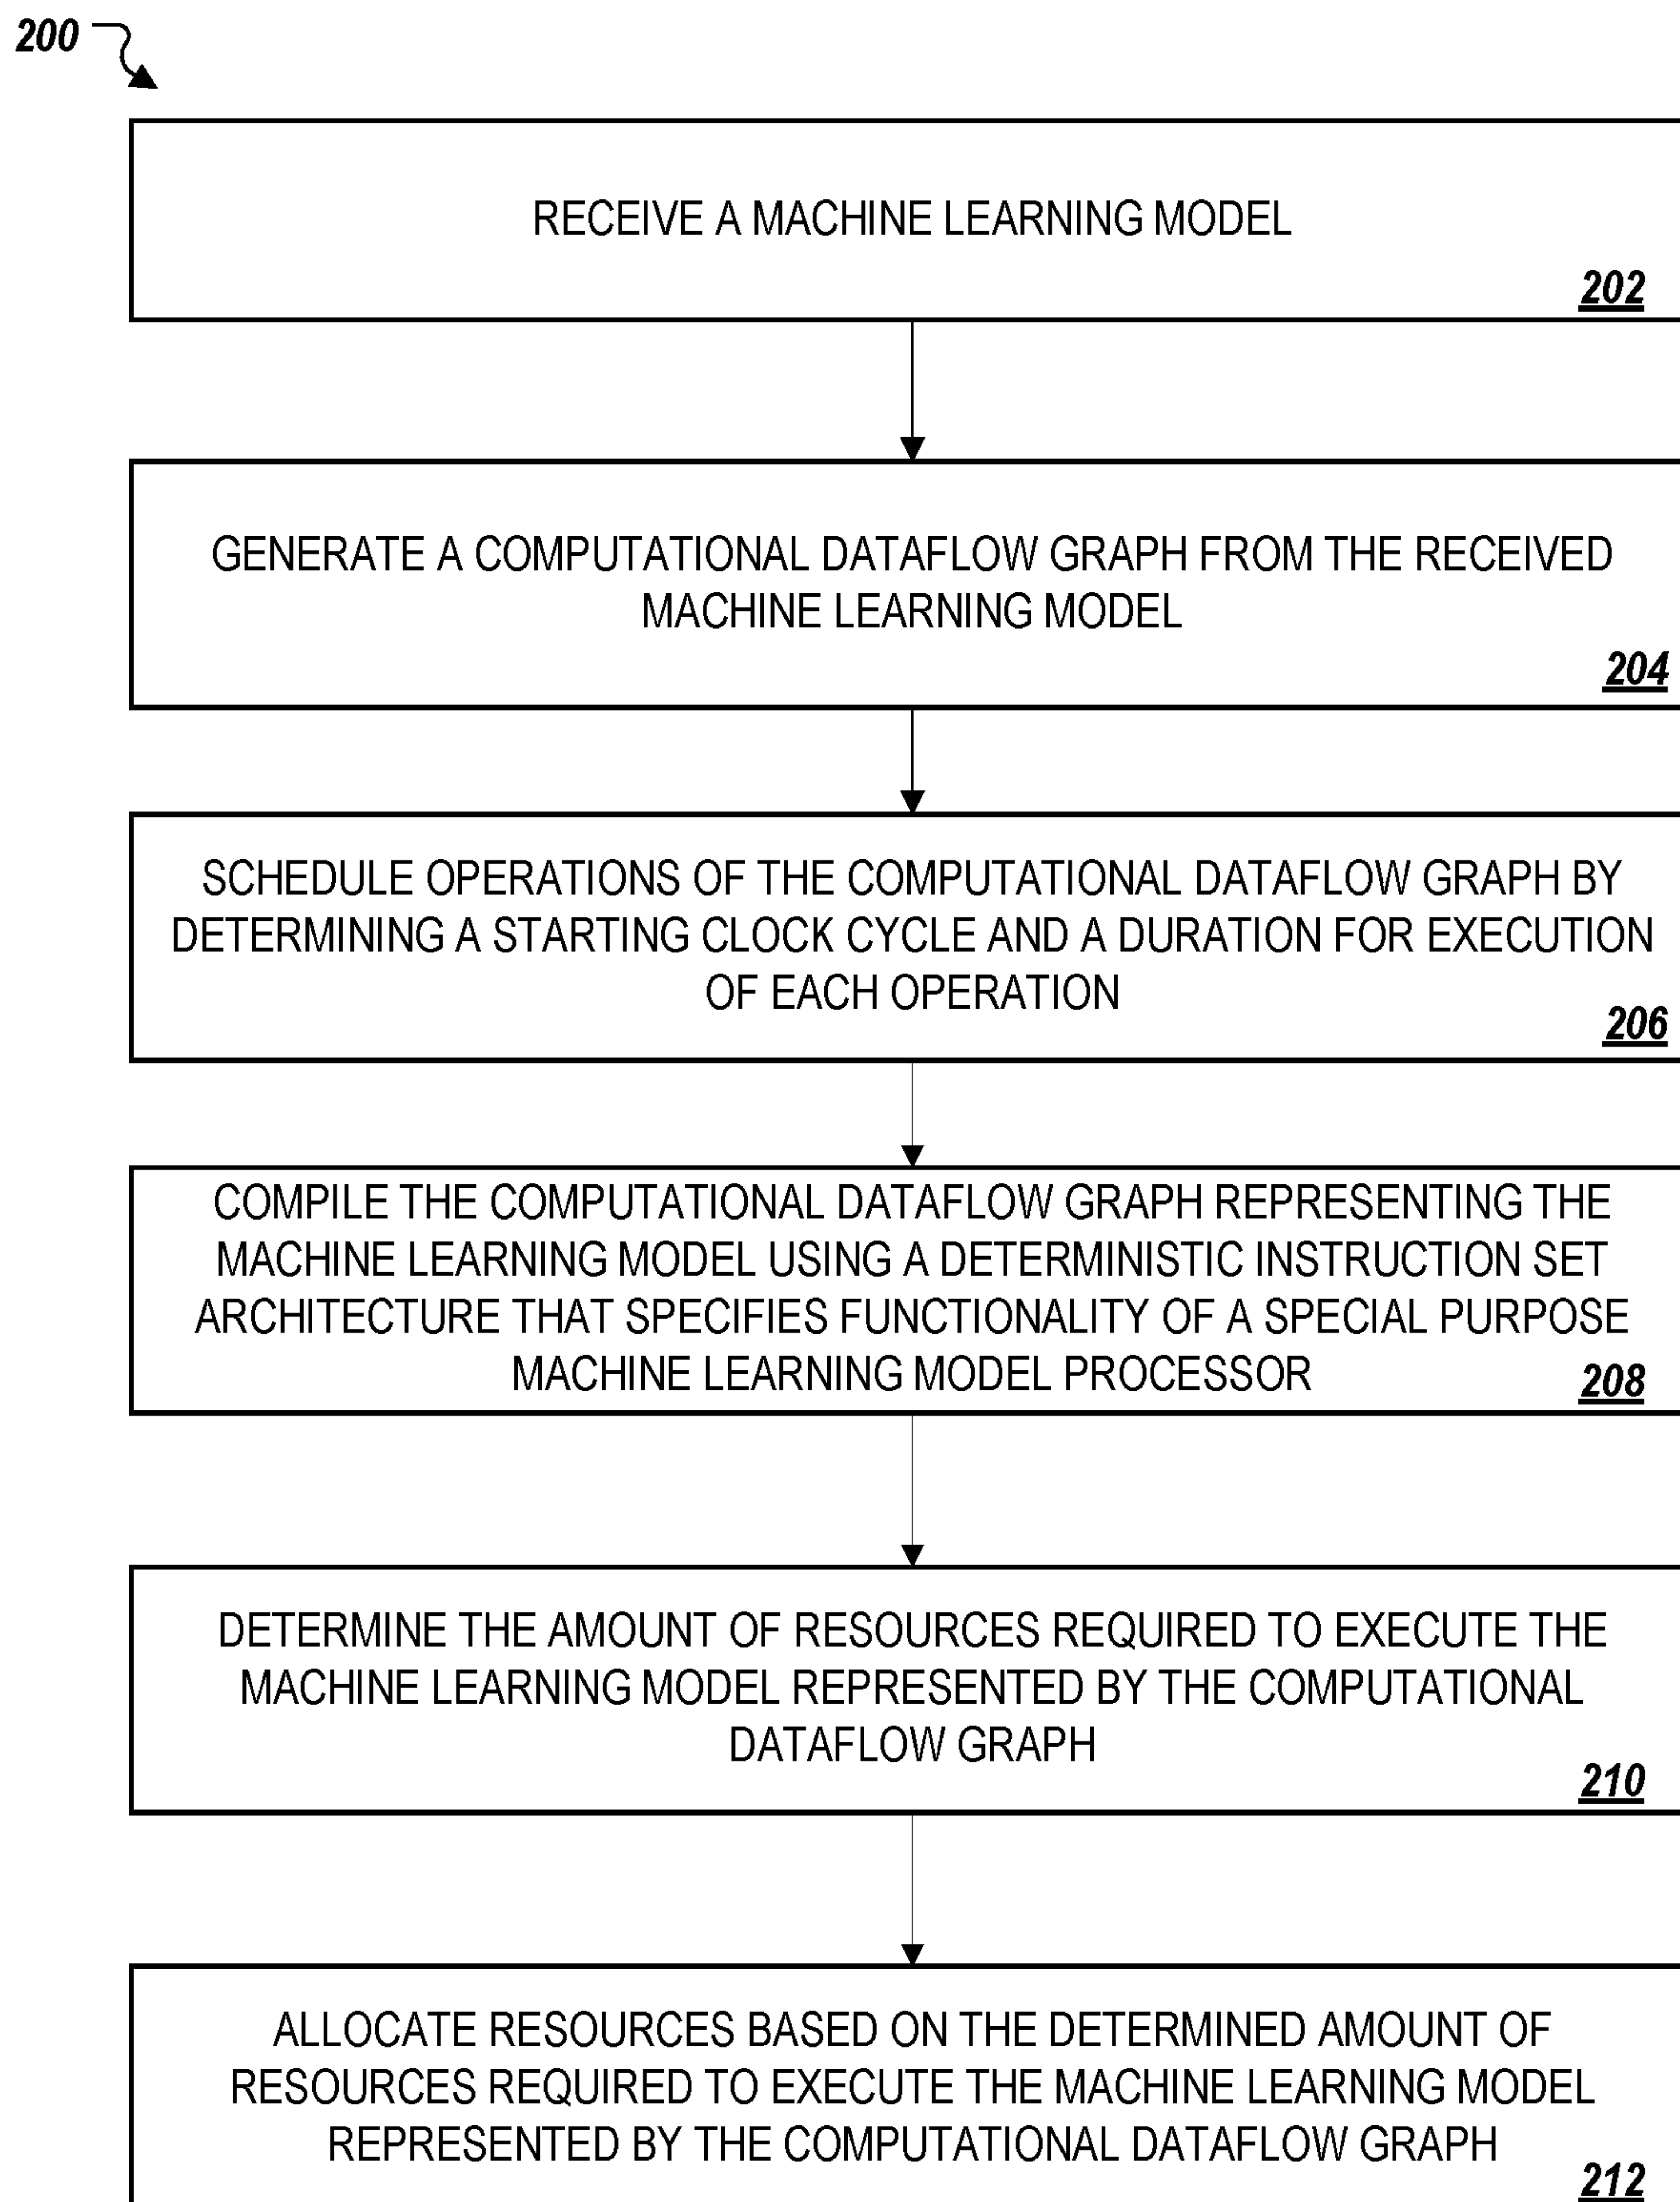 200
RECEIVE A MACHINE LEARNING MODEL
202
GENERATE A COMPUTATIONAL DATAFLOW GRAPH FROM THE RECEIVED
MACHINE LEARNING MODEL
204
SCHEDULE OPERATIONS OF THE COMPUTATIONAL DATAFLOW GRAPH BY
DETERMINING A STARTING CLOCK CYCLE AND A DURATION FOR EXECUTION
OF EACH OPERATION
206
COMPILE THE COMPUTATIONAL DATAFLOW GRAPH REPRESENTING THE
MACHINE LEARNING MODEL USING A DETERMINISTIC INSTRUCTION SET
ARCHITECTURE THAT SPECIFIES FUNCTIONALITY OF A SPECIAL PURPOSE
MACHINE LEARNING MODEL PROCESSOR
208
DETERMINE THE AMOUNT OF RESOURCES REQUIRED TO EXECUTE THE
MACHINE LEARNING MODEL REPRESENTED BY THE COMPUTATIONAL
DATAFLOW GRAPH
210
ALLOCATE RESOURCES BASED ON THE DETERMINED AMOUNT OF
RESOURCES REQUIRED TO EXECUTE THE MACHINE LEARNING MODEL
REPRESENTED BY THE COMPUTATIONAL DATAFLOW GRAPH
212